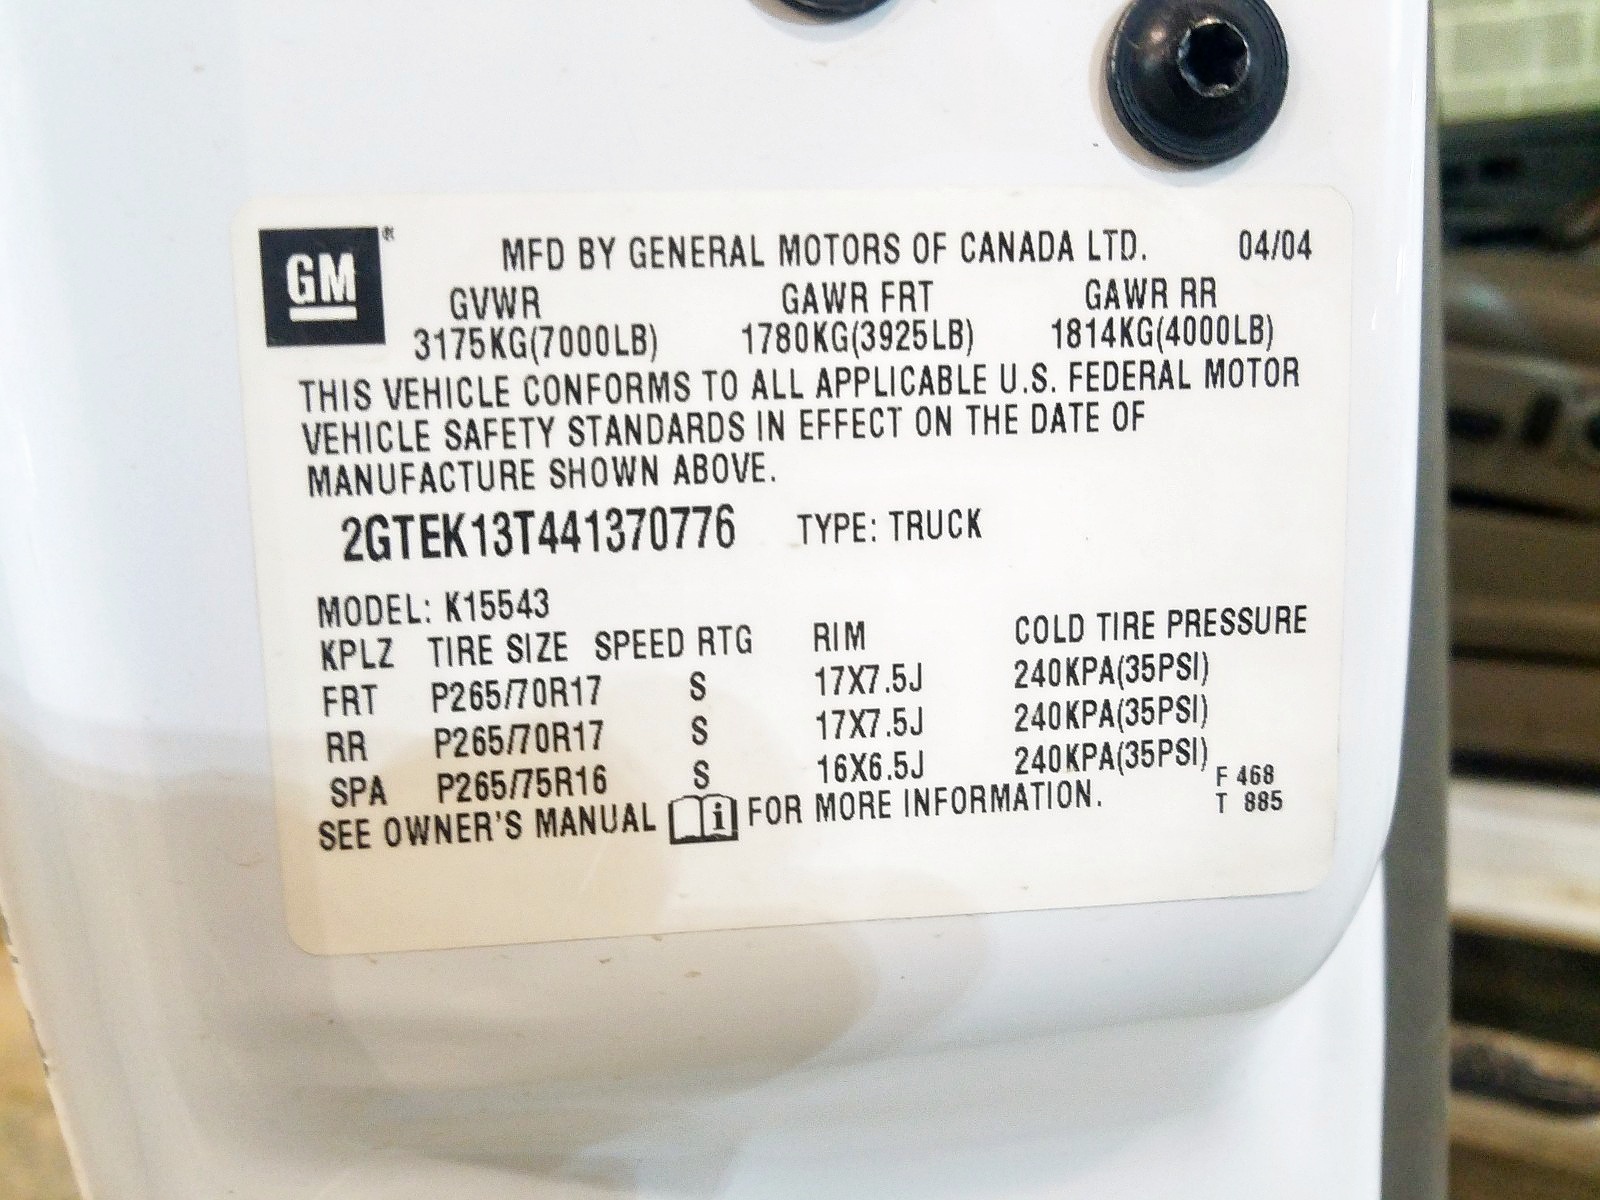 GM®
MFD BY GENERAL MOTORS OF CANADA LTD. 04/04
GVWR GAWR FRT GAWR RR
3175KG(7000LB) 1780KG(3925LB) 1814KG(4000LB)
THIS VEHICLE CONFORMS TO ALL APPLICABLE U.S. FEDERAL MOTOR
VEHICLE SAFETY STANDARDS IN EFFECT ON THE DATE OF
MANUFACTURE SHOWN ABOVE.
2GTEK13T441370776 TYPE: TRUCK
MODEL: K15543
KPLZ TIRE SIZE SPEED RTG RIM COLD TIRE PRESSURE
FRT P265/70R17 S 17X7.5J 240KPA(35PSI)
RR P265/70R17 S 17X7.5J 240KPA(35PSI)
SPA P265/75R16 S 16X6.5J 240KPA(35PSI)
F 468
SEE OWNER'S MANUAL i FOR MORE INFORMATION. T 885